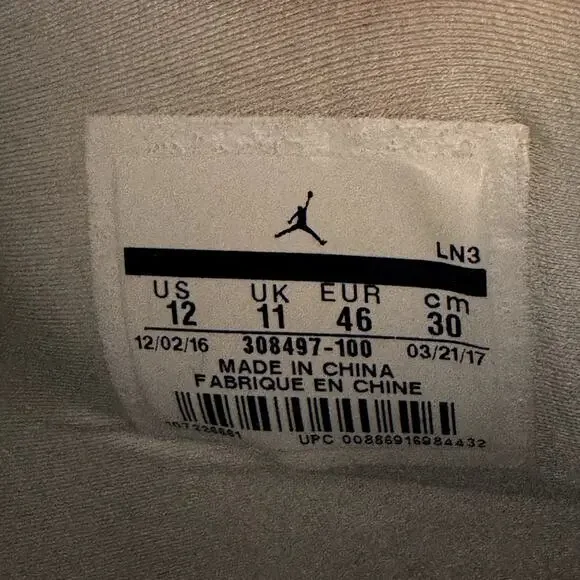 LN3
US UK EUR cm
12 11 46 30
12/02/16 308497-100 03/21/17
MADE IN CHINA
FABRIQUE EN CHINE
UPC 00886916984432